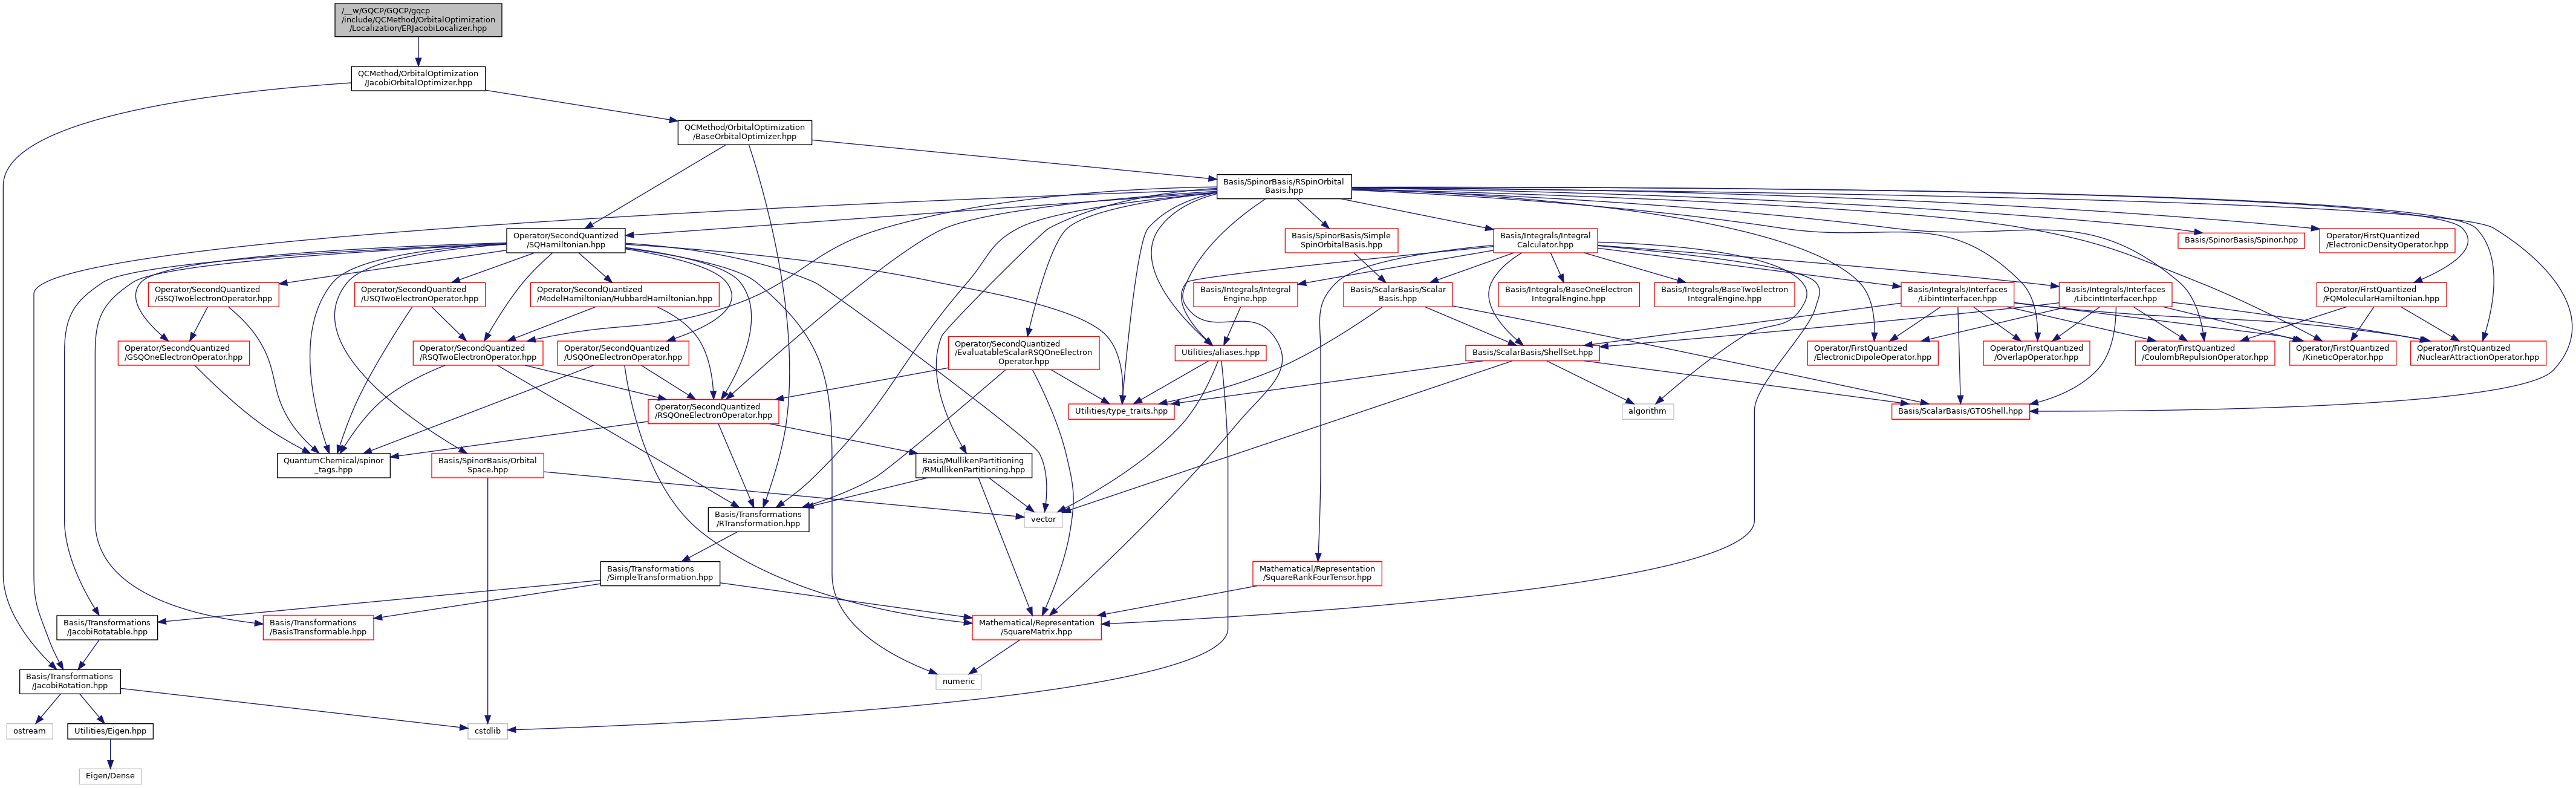 /__w/GQCP/GQCP/gqcp
/include/QCMethod/OrbitalOptimization
/Localization/ERJacobiLocalizer.hpp
QCMethod/OrbitalOptimization
/JacobiOrbitalOptimizer.hpp
QCMethod/OrbitalOptimization
/BaseOrbitalOptimizer.hpp
Basis/SpinorBasis/RSpinOrbital
Basis.hpp
Operator/SecondQuantized
/SQHamiltonian.hpp
Basis/SpinorBasis/Simple
SpinOrbitalBasis.hpp
Basis/Integrals/Integral
Calculator.hpp
Basis/SpinorBasis/Spinor.hpp
Operator/FirstQuantized
/ElectronicDensityOperator.hpp
Operator/SecondQuantized
/GSQTwoElectronOperator.hpp
Operator/SecondQuantized
/USQTwoElectronOperator.hpp
Operator/SecondQuantized
/ModelHamiltonian/HubbardHamiltonian.hpp
Basis/Integrals/Integral
Engine.hpp
Basis/ScalarBasis/Scalar
Basis.hpp
Basis/Integrals/BaseOneElectron
IntegralEngine.hpp
Basis/Integrals/BaseTwoElectron
IntegralEngine.hpp
Basis/Integrals/Interfaces
/LibintInterfacer.hpp
Basis/Integrals/Interfaces
/LibcintInterfacer.hpp
Operator/FirstQuantized
/FQMolecularHamiltonian.hpp
Operator/SecondQuantized
/GSQOneElectronOperator.hpp
Operator/SecondQuantized
/RSQTwoElectronOperator.hpp
Operator/SecondQuantized
/USQOneElectronOperator.hpp
Operator/SecondQuantized
/EvaluatableScalarRSQOneElectron
Operator.hpp
Utilities/aliases.hpp
Basis/ScalarBasis/ShellSet.hpp
Operator/FirstQuantized
/ElectronicDipoleOperator.hpp
Operator/FirstQuantized
/OverlapOperator.hpp
Operator/FirstQuantized
/CoulombRepulsionOperator.hpp
Operator/FirstQuantized
/KineticOperator.hpp
Operator/FirstQuantized
/NuclearAttractionOperator.hpp
Operator/SecondQuantized
/RSQOneElectronOperator.hpp
Utilities/type_traits.hpp
algorithm
Basis/ScalarBasis/GTOShell.hpp
QuantumChemical/spinor
_tags.hpp
Basis/SpinorBasis/Orbital
Space.hpp
Basis/MullikenPartitioning
/RMullikenPartitioning.hpp
Basis/Transformations
/RTransformation.hpp
vector
Basis/Transformations
/SimpleTransformation.hpp
Mathematical/Representation
/SquareRankFourTensor.hpp
Basis/Transformations
/JacobiRotatable.hpp
Basis/Transformations
/BasisTransformable.hpp
Mathematical/Representation
/SquareMatrix.hpp
Basis/Transformations
/JacobiRotation.hpp
numeric
ostream
Utilities/Eigen.hpp
cstdlib
Eigen/Dense